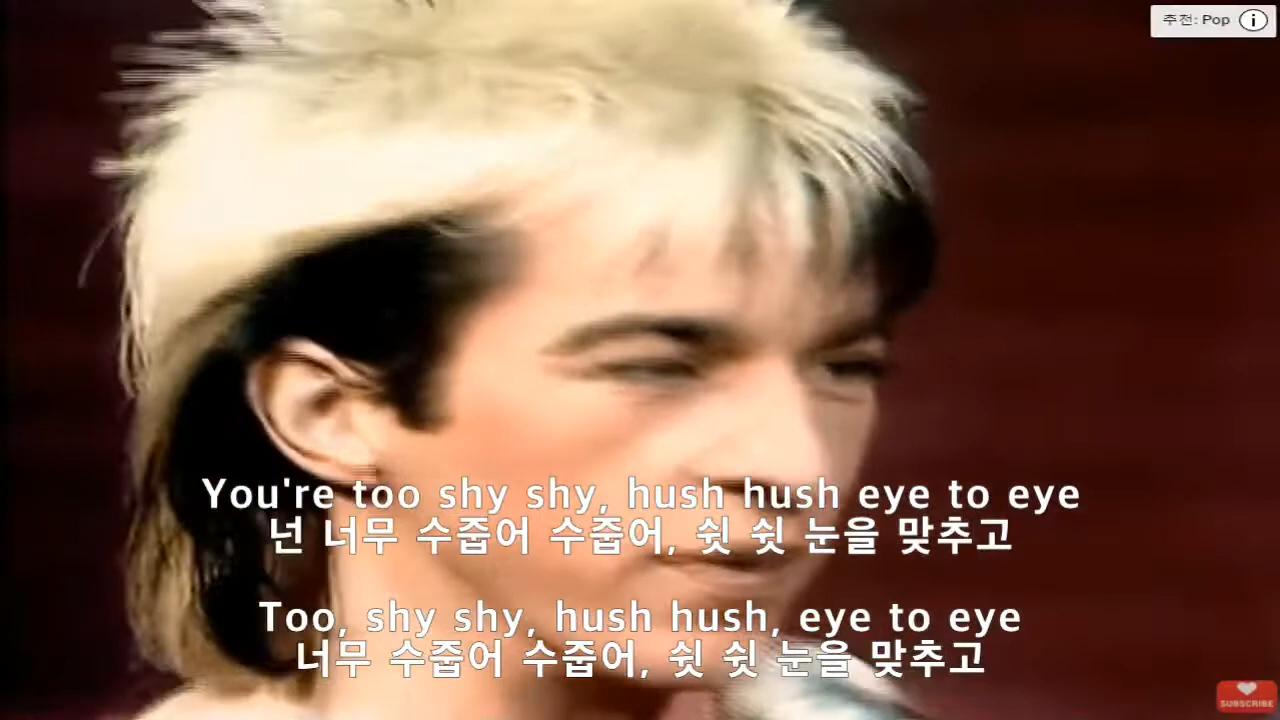 추천: Pop
You're too shy shy, hush hush eye to eye
넌 너무 수줍어 수줍어, 쉿 쉿 눈을 맞추고
Too, shy shy, hush hush, eye to eye
너무 수줍어 수줍어, 쉿 쉿 눈을 맞추고
SUBSCRIBE